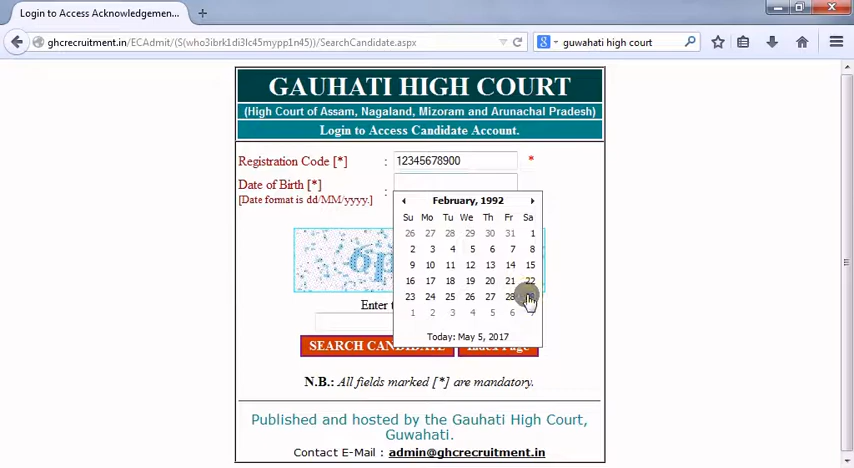 Login to Access Acknowledgemen...
ghcrecruitment.in/ECAdmit/(S(who3ibrk1di3lc45mypp 1n45))/SearchCandidate.aspx
guwahati high court
GAUHATI HIGH COURT
(High Court of Assam, Nagaland, Mizoram and Arunachal Pradesh)
Login to Access Candidate Account.
Registration Code [*] : 12345678900 *
Date of Birth [*] :
[Date format is dd/MM/yyyy.]
February, 1992
Su Mo Tu We Th Fr Sa
26 27 28 29 30 31 1
2 3 4 5 6 7 8
9 10 11 12 13 14 15
16 17 18 19 20 21 22
23 24 25 26 27 28
1 2 3 4 5 6 7
Today: May 5, 2017
Enter t
SEARCH CANDIDATE Index Page
N.B.: All fields marked [*] are mandatory.
Published and hosted by the Gauhati High Court,
Guwahati.
Contact E-Mail : admin@ghcrecruitment.in